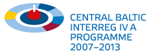 CENTRAL BALTIC
INTERREG IV A
PROGRAMME
2007–2013